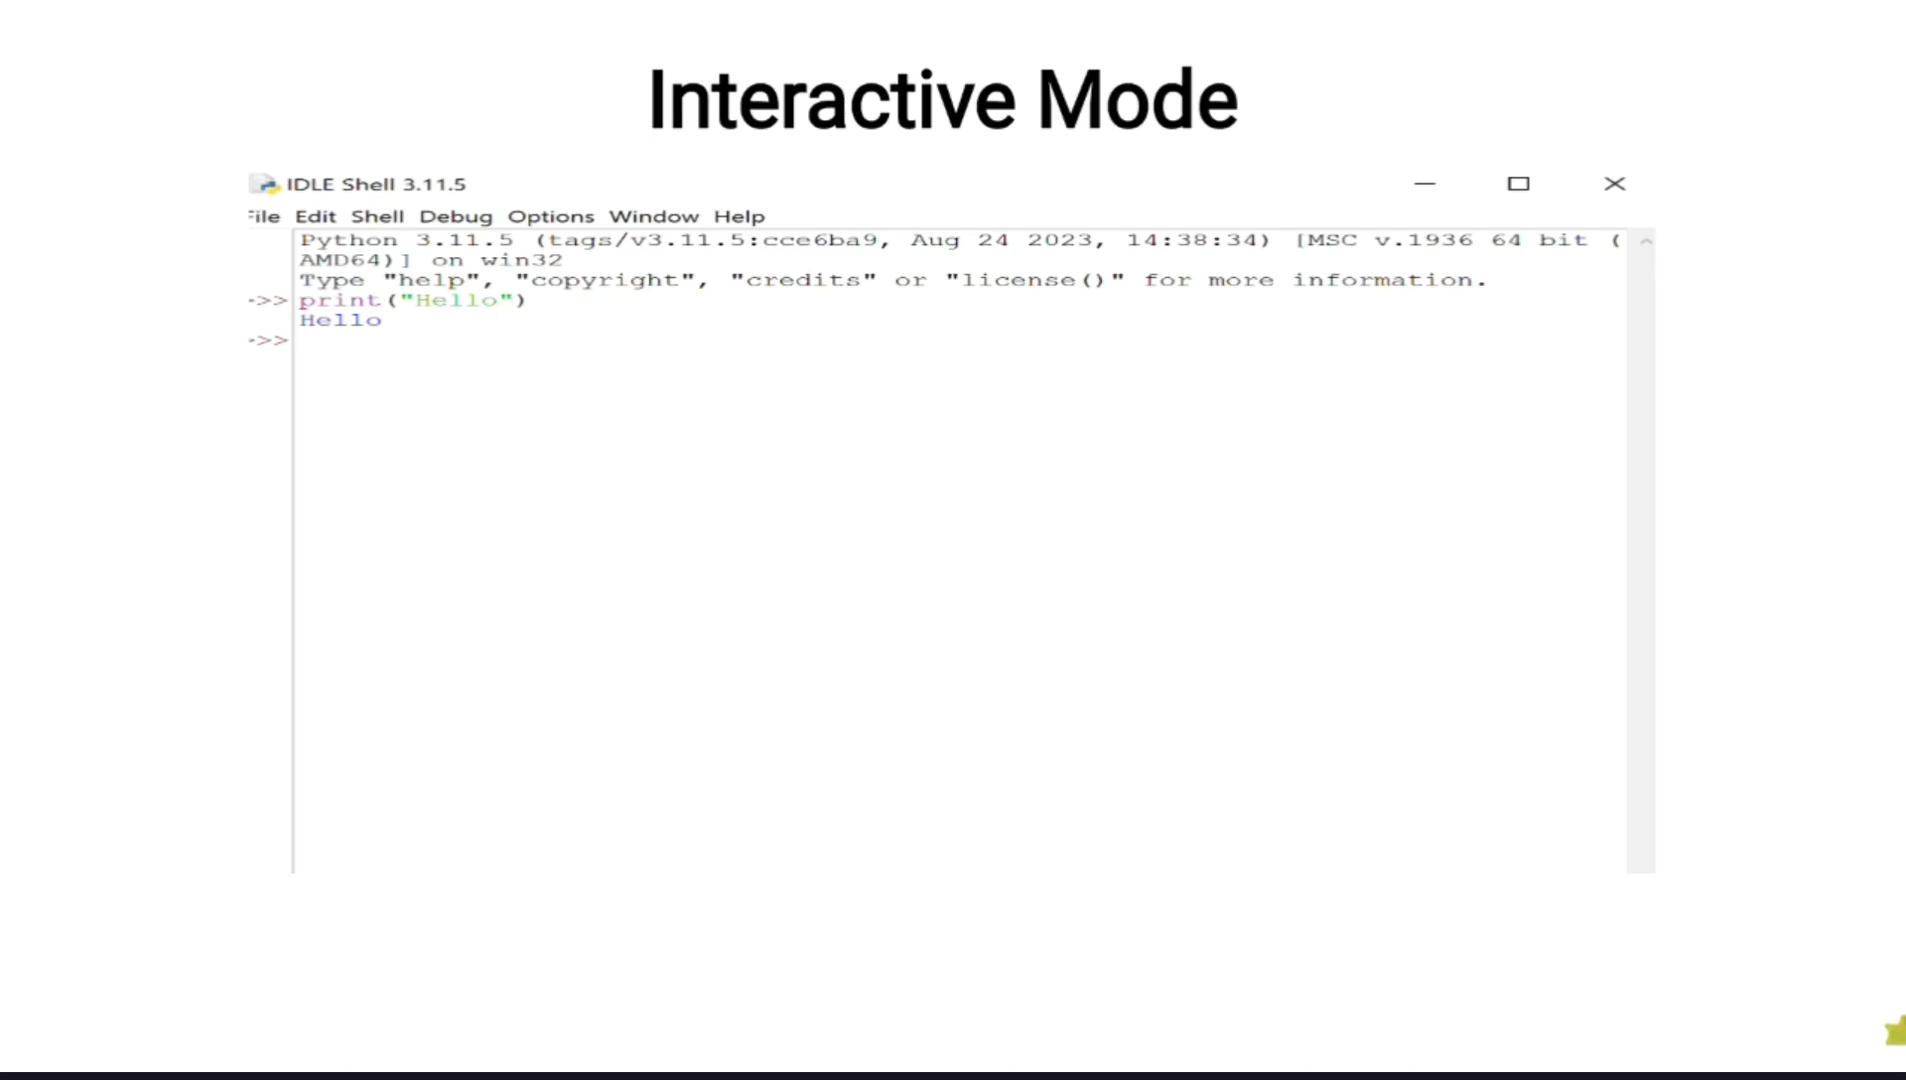 Interactive Mode
IDLE Shell 3.11.5
File Edit Shell Debug Options Window Help
Python 3.11.5 (tags/v3.11.5:cce6ba9, Aug 24 2023, 14:38:34) [MSC v.1936 64 bit (
AMD64)] on win32
Type "help", "copyright", "credits" or "license()" for more information.
>>> print("Hello")
Hello
>>>